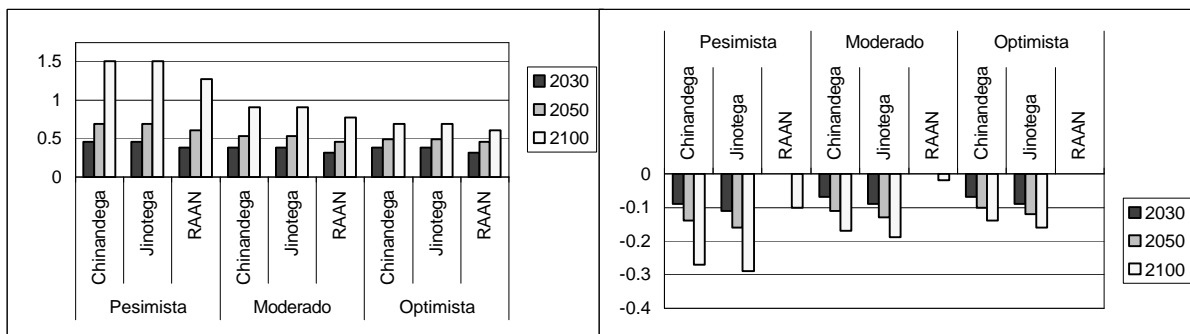 1.5
1
0.5
0
Chinandega
Jinotega
RAAN
Chinandega
Jinotega
RAAN
Chinandega
Jinotega
RAAN
Pesimista Moderado Optimista
2030
2050
2100
Pesimista Moderado Optimista
Chinandega
Jinotega
RAAN
Chinandega
Jinotega
RAAN
Chinandega
Jinotega
RAAN
0
-0.1
-0.2
-0.3
-0.4
2030
2050
2100